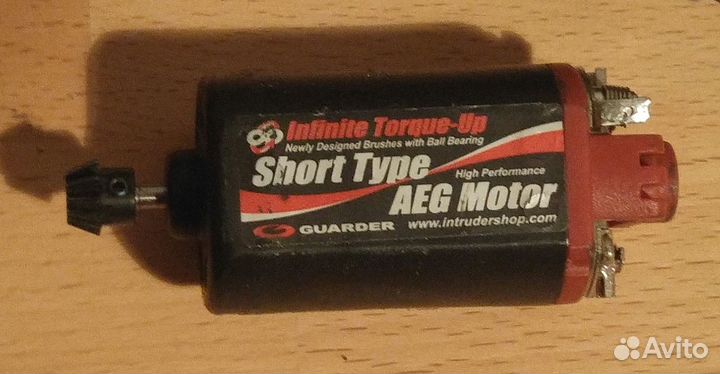 Infinite Torque-Up
Newly Designed Brushes with Ball Bearing
Short Type
High Performance
AEG Motor
GUARDER
www.intrudershop.com
Avito